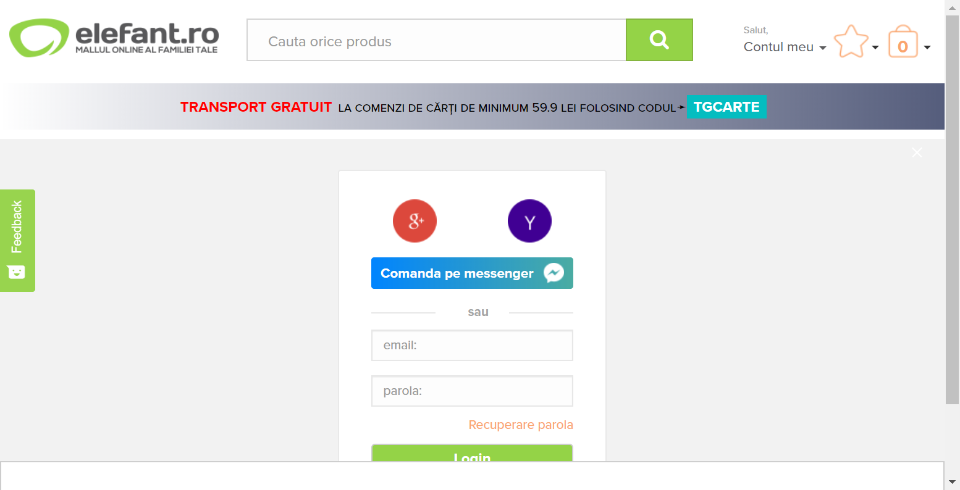 elefant.ro
MALLUL ONLINE AL FAMILIEI TALE
Cauta orice produs
Salut,
Contul meu
0
TRANSPORT GRATUIT LA COMENZI DE CĂRȚI DE MINIMUM 59.9 LEI FOLOSIND CODUL TGCARTE
Feedback
g+
Y
Comanda pe messenger
sau
email:
parola:
Recuperare parola
Login